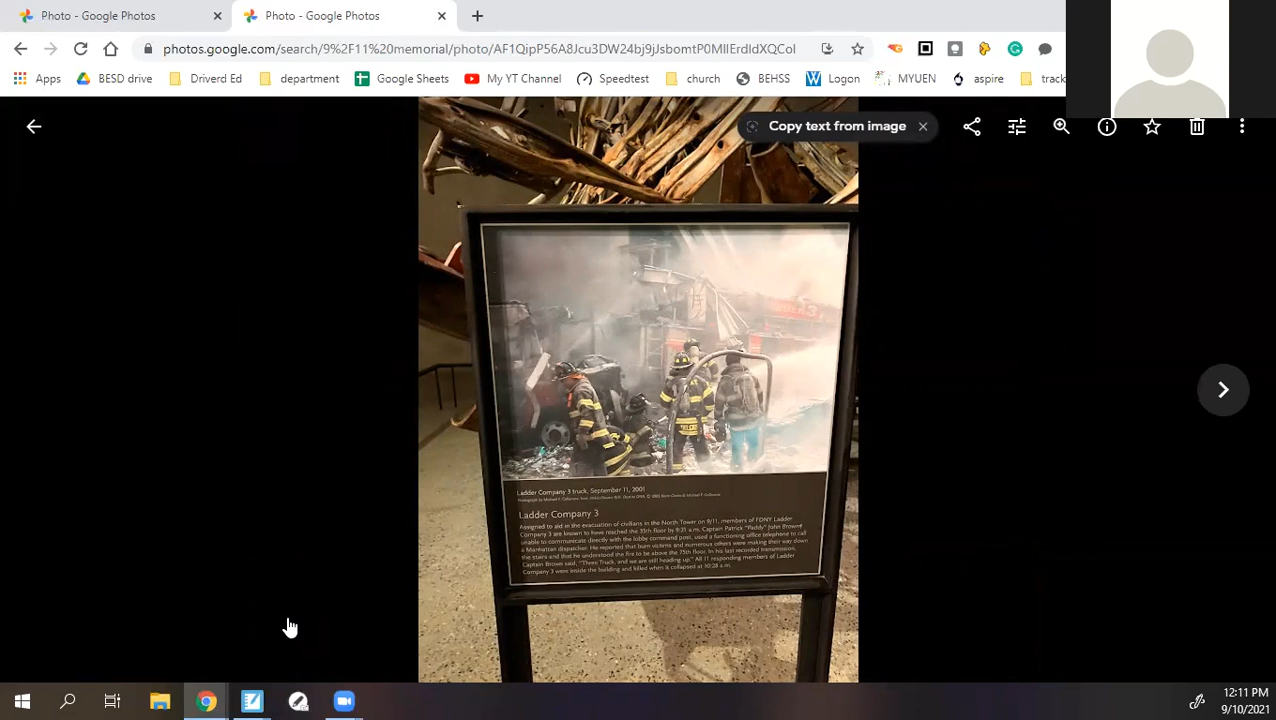 Photo - Google Photos
Photo - Google Photos
photos.google.com/search/9%2F11%20memorial/photo/AF1QipP56A8Jcu3DW24bj9jJsbomtP0MIlErdIdXQCol
Apps
BESD drive
Driverd Ed
department
Google Sheets
My YT Channel
Speedtest
church
BEHSS
Logon
MYUEN
aspire
track
Copy text from image
Ladder Company 3 truck, September 11, 2001
Ladder Company 3
Assigned to aid in the evacuation of civilians in the North Tower on 9/11, members of FDNY Ladder
Company 3 are known to have reached the 35th floor by 9:21 a.m. Captain Patrick "Paddy" John Brown,
unable to communicate directly with the lobby command post, used a functioning office telephone to call
a Manhattan dispatcher. He reported that burn victims and numerous others were making their way down
the stairs and that he understood the fire to be above the 75th floor. In his last recorded transmission,
Captain Brown said, "Three Truck, and we are still heading up." All 11 responding members of Ladder
Company 3 were inside the building and killed when it collapsed at 10:28 a.m.
12:11 PM
9/10/2021